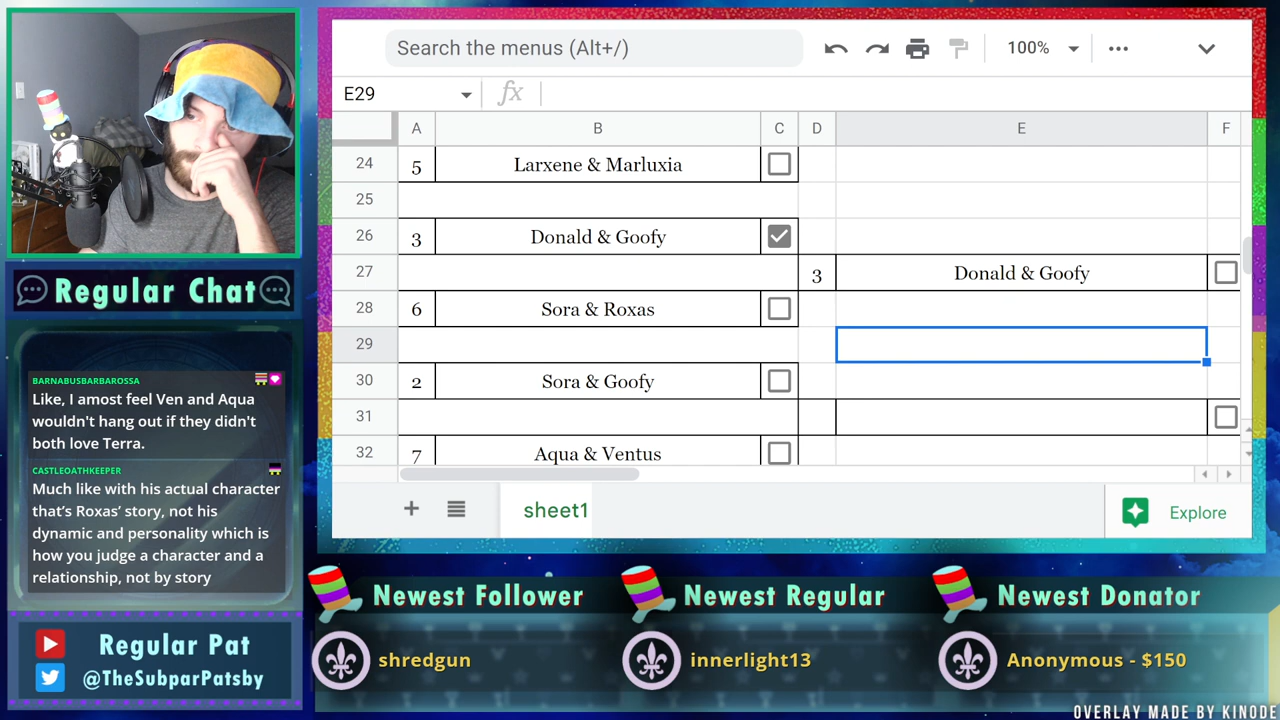 Search the menus (Alt+/)
100%
E29
fx
A B C D E F
24 5 Larxene & Marluxia
25
26 3 Donald & Goofy
27 3 Donald & Goofy
28 6 Sora & Roxas
29
30 2 Sora & Goofy
31
32 7 Aqua & Ventus
sheet1
Explore
Regular Chat
BARNABUSBARBAROSSA
Like, I amost feel Ven and Aqua
wouldn't hang out if they didn't
both love Terra.
CASTLEOATHKEEPER
Much like with his actual character
that's Roxas' story, not his
dynamic and personality which is
how you judge a character and a
relationship, not by story
Regular Pat
@TheSubparPatsby
Newest Follower
shredgun
Newest Regular
innerlight13
Newest Donator
Anonymous - $150
OVERLAY MADE BY KINODE